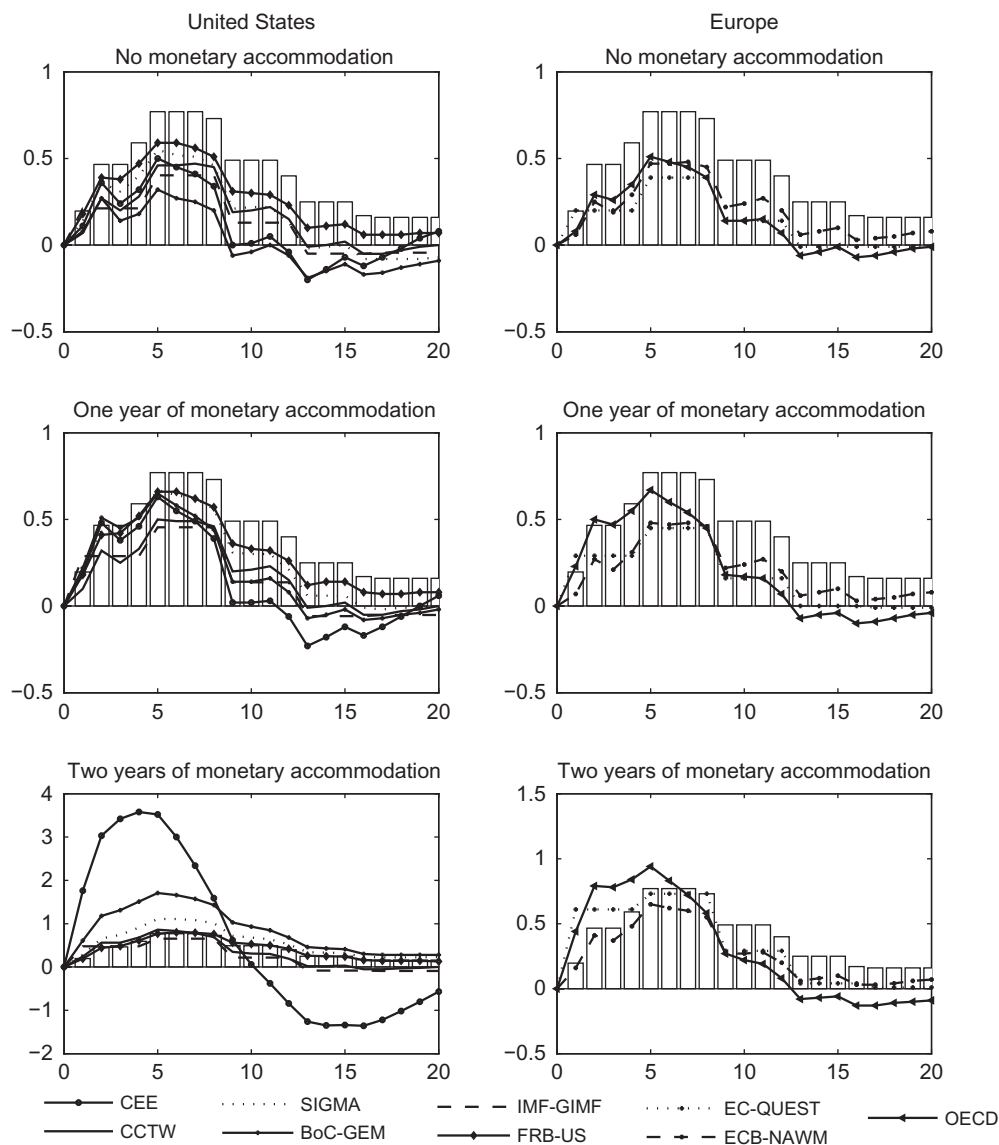 United States
Europe
No monetary accommodation
No monetary accommodation
1
0.5
0
−0.5
0 5 10 15 20
1
0.5
0
−0.5
0 5 10 15 20
One year of monetary accommodation
One year of monetary accommodation
1
0.5
0
−0.5
0 5 10 15 20
1
0.5
0
−0.5
0 5 10 15 20
Two years of monetary accommodation
Two years of monetary accommodation
4
3
2
1
0
−1
−2
0 5 10 15 20
1.5
1
0.5
0
−0.5
0 5 10 15 20
CEE
SIGMA
IMF-GIMF
EC-QUEST
OECD
CCTW
BoC-GEM
FRB-US
ECB-NAWM